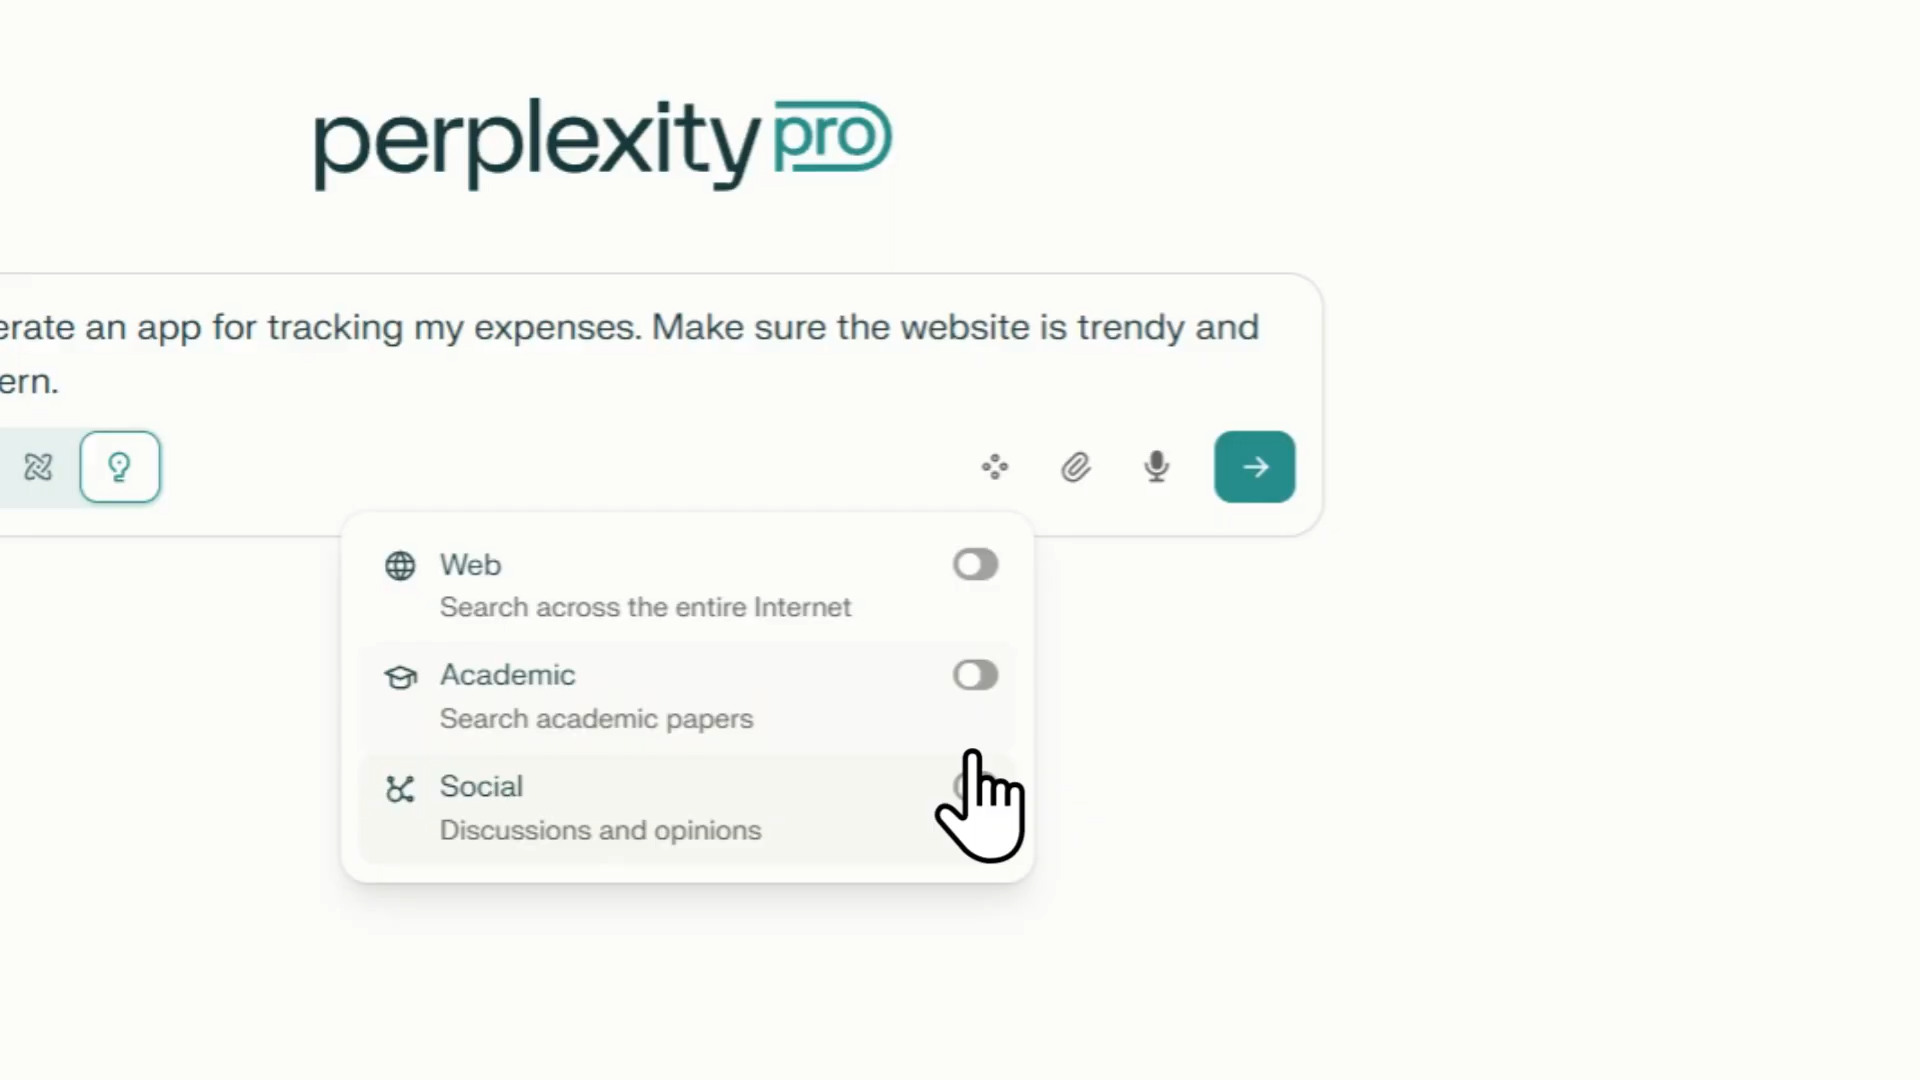 perplexity pro
erate an app for tracking my expenses. Make sure the website is trendy and
ern.
Web
Search across the entire Internet
Academic
Search academic papers
Social
Discussions and opinions